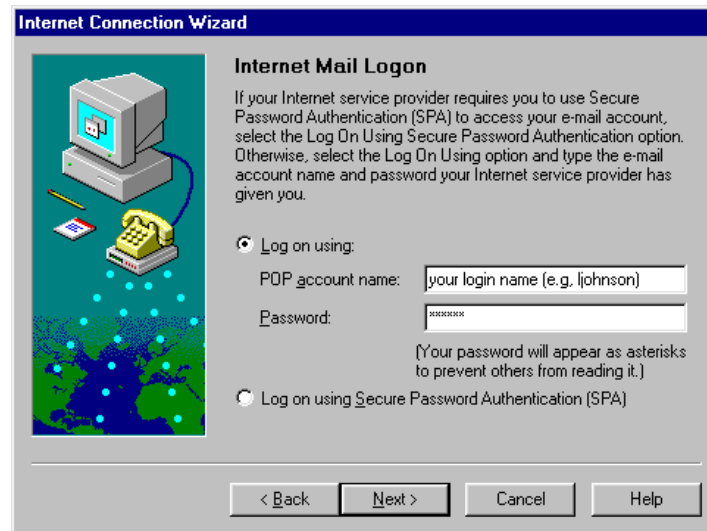 Internet Connection Wizard
Internet Mail Logon
If your Internet service provider requires you to use Secure
Password Authentication (SPA) to access your e-mail account,
select the Log On Using Secure Password Authentication option.
Otherwise, select the Log On Using option and type the e-mail
account name and password your Internet service provider has
given you.
Log on using:
POP account name: your login name (e.g, ljohnson)
Password: ******
(Your password will appear as asterisks
to prevent others from reading it.)
Log on using Secure Password Authentication (SPA)
< Back Next > Cancel Help